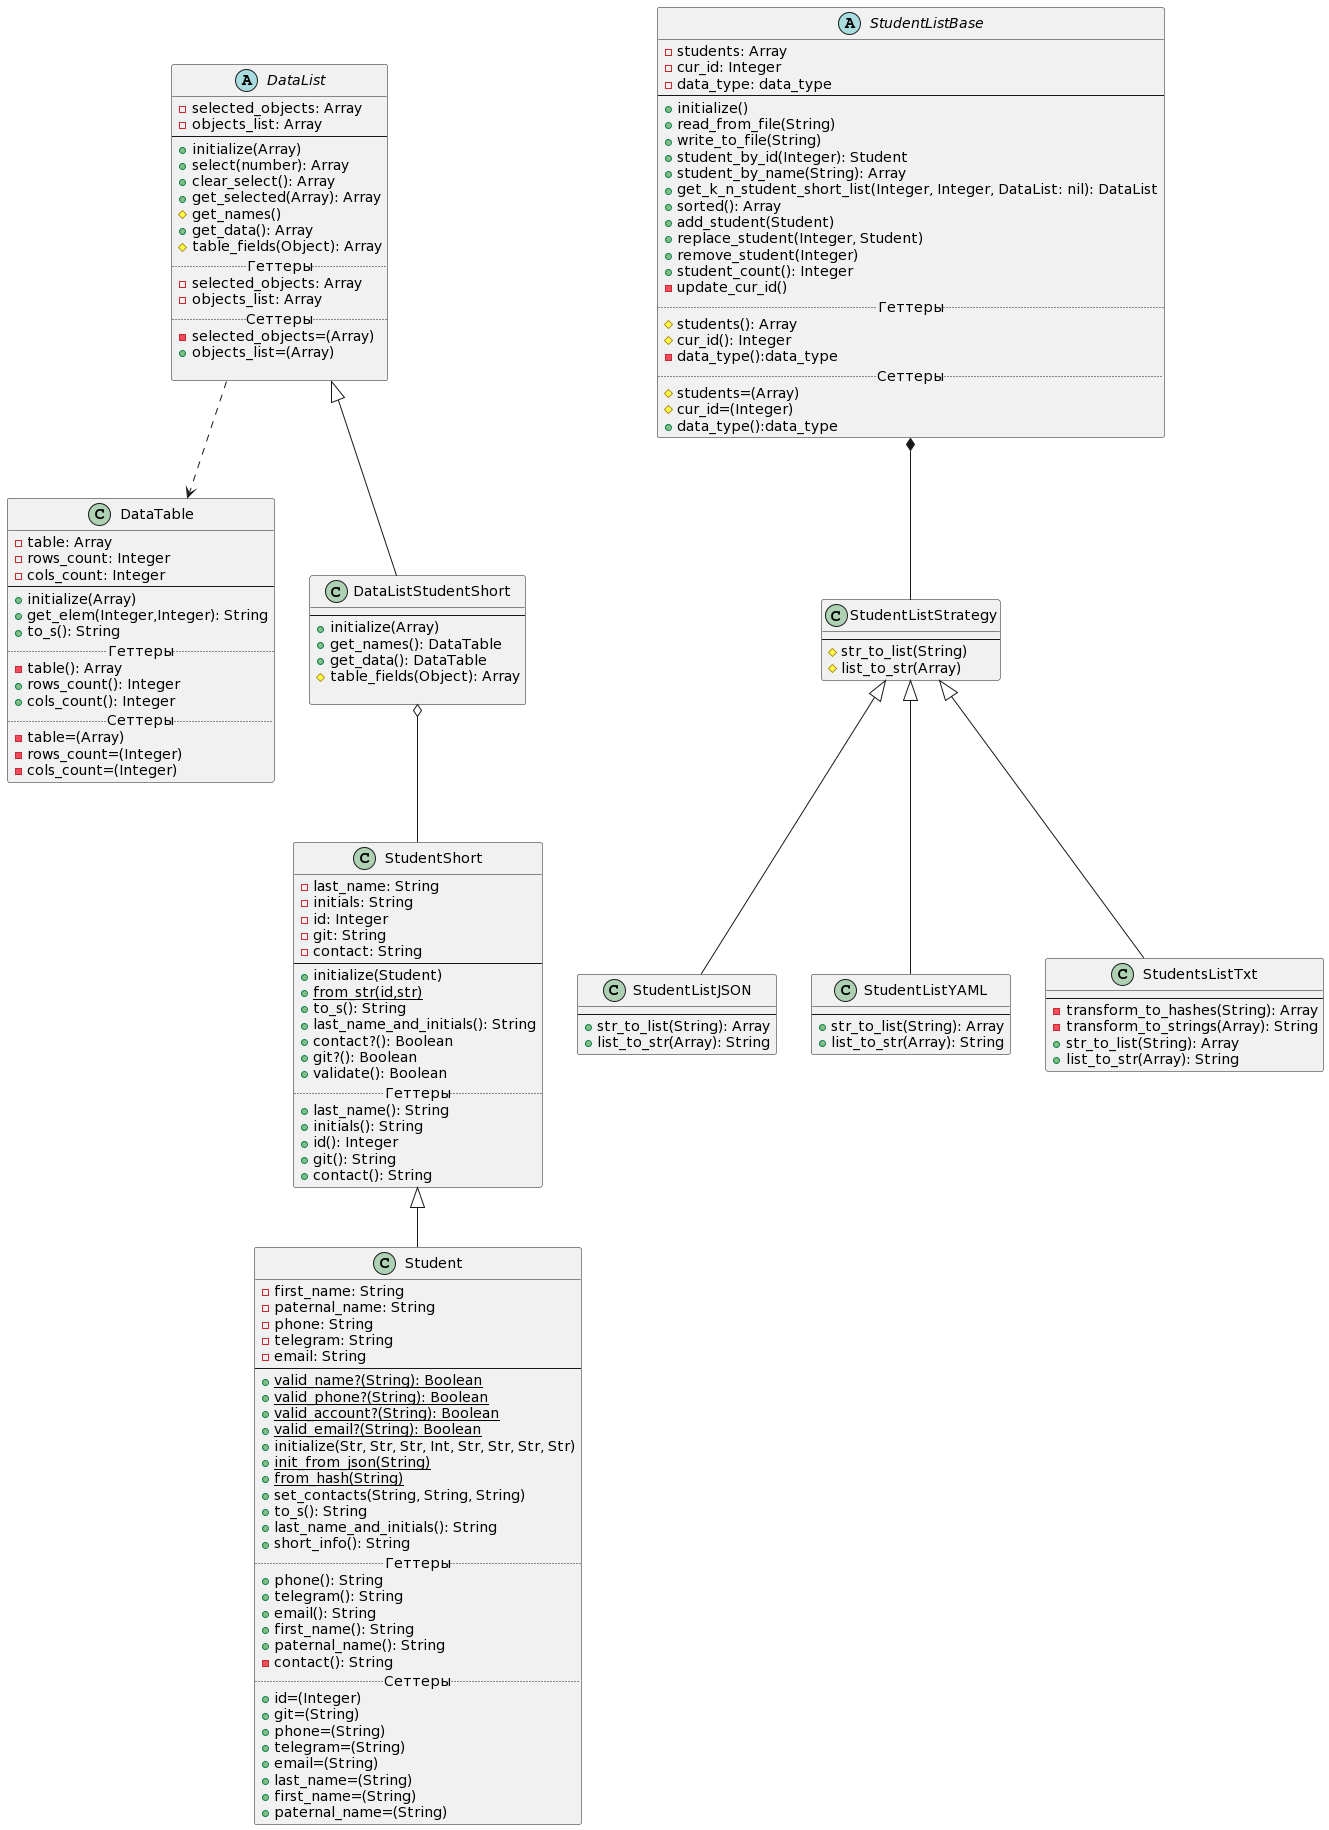 A DataList
selected_objects: Array
objects_list: Array
initialize(Array)
select(number): Array
clear_select(): Array
get_selected(Array): Array
get_names()
get_data(): Array
table_fields(Object): Array
Геттеры
selected_objects: Array
objects_list: Array
Сеттеры
selected_objects=(Array)
objects_list=(Array)
A StudentListBase
students: Array
cur_id: Integer
data_type: data_type
initialize()
read_from_file(String)
write_to_file(String)
student_by_id(Integer): Student
student_by_name(String): Array
get_k_n_student_short_list(Integer, Integer, DataList: nil): DataList
sorted(): Array
add_student(Student)
replace_student(Integer, Student)
remove_student(Integer)
student_count(): Integer
update_cur_id()
Геттеры
students(): Array
cur_id(): Integer
data_type():data_type
Сеттеры
students=(Array)
cur_id=(Integer)
data_type():data_type
C DataTable
table: Array
rows_count: Integer
cols_count: Integer
initialize(Array)
get_elem(Integer,Integer): String
to_s(): String
Геттеры
table(): Array
rows_count(): Integer
cols_count(): Integer
Сеттеры
table=(Array)
rows_count=(Integer)
cols_count=(Integer)
C DataListStudentShort
initialize(Array)
get_names(): DataTable
get_data(): DataTable
table_fields(Object): Array
C StudentListStrategy
str_to_list(String)
list_to_str(Array)
C StudentShort
last_name: String
initials: String
id: Integer
git: String
contact: String
initialize(Student)
from_str(id,str)
to_s(): String
last_name_and_initials(): String
contact?(): Boolean
git?(): Boolean
validate(): Boolean
Геттеры
last_name(): String
initials(): String
id(): Integer
git(): String
contact(): String
C StudentListJSON
str_to_list(String): Array
list_to_str(Array): String
C StudentListYAML
str_to_list(String): Array
list_to_str(Array): String
C StudentsListTxt
transform_to_hashes(String): Array
transform_to_strings(Array): String
str_to_list(String): Array
list_to_str(Array): String
C Student
first_name: String
paternal_name: String
phone: String
telegram: String
email: String
valid_name?(String): Boolean
valid_phone?(String): Boolean
valid_account?(String): Boolean
valid_email?(String): Boolean
initialize(Str, Str, Str, Int, Str, Str, Str, Str)
init_from_json(String)
from_hash(String)
set_contacts(String, String, String)
to_s(): String
last_name_and_initials(): String
short_info(): String
Геттеры
phone(): String
telegram(): String
email(): String
first_name(): String
paternal_name(): String
contact(): String
Сеттеры
id=(Integer)
git=(String)
phone=(String)
telegram=(String)
email=(String)
last_name=(String)
first_name=(String)
paternal_name=(String)